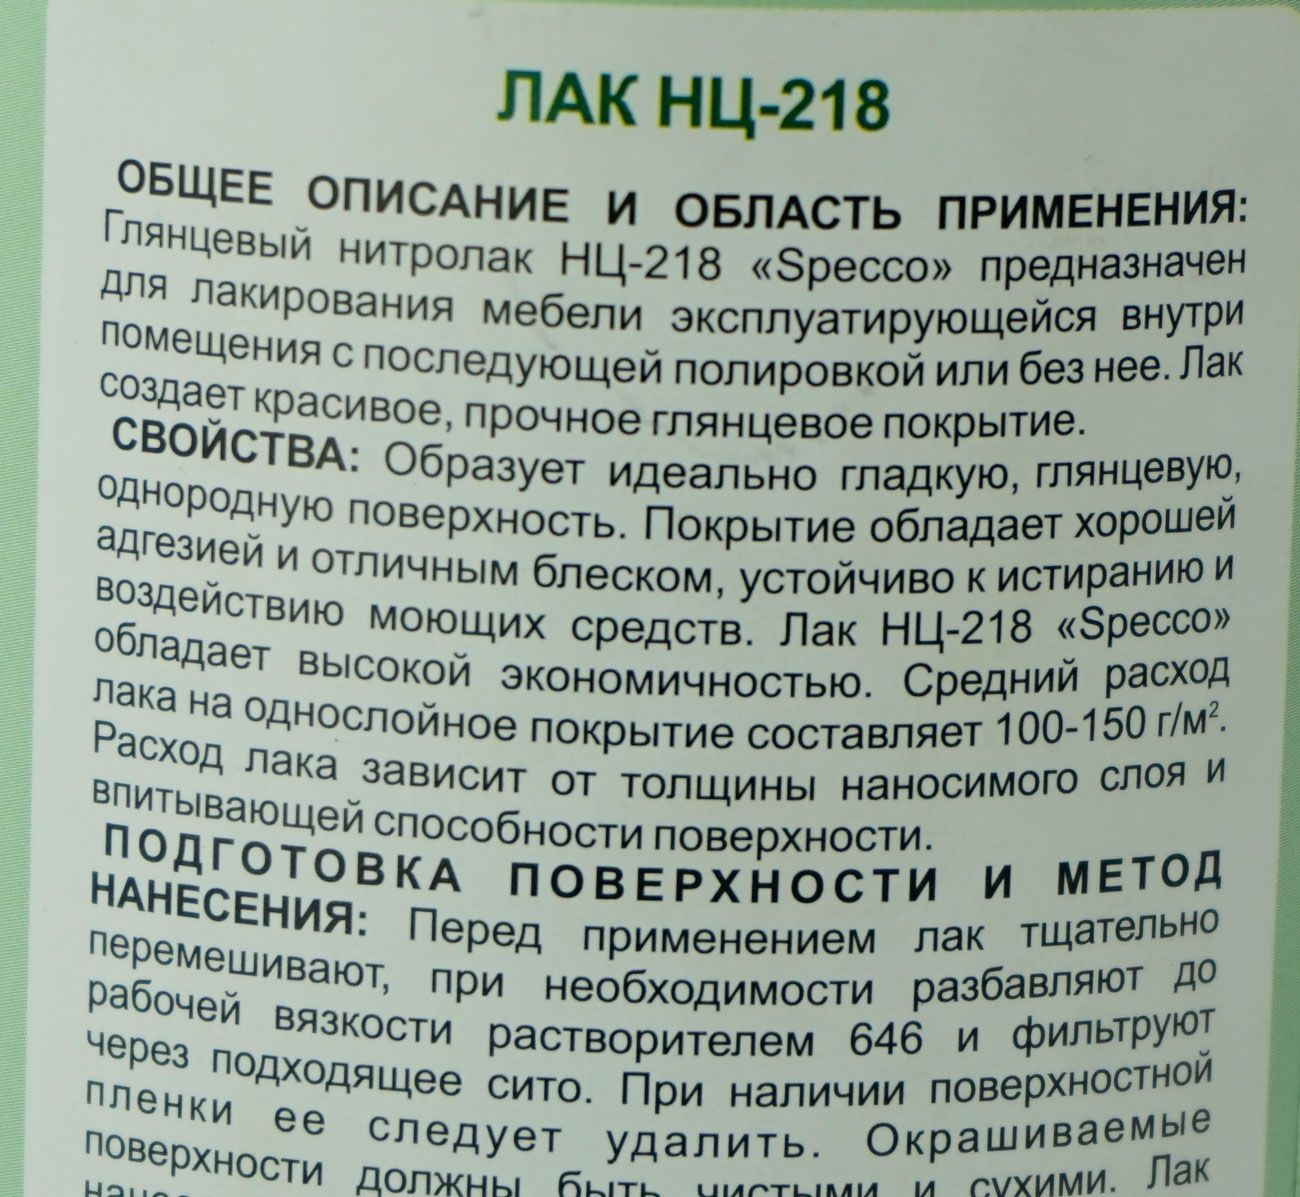 ЛАК НЦ-218
ОБЩЕЕ ОПИСАНИЕ И ОБЛАСТЬ ПРИМЕНЕНИЯ:
Глянцевый нитролак НЦ-218 «Specco» предназначен
для лакирования мебели эксплуатирующейся внутри
помещения с последующей полировкой или без нее. Лак
создает красивое, прочное глянцевое покрытие.
СВОЙСТВА: Образует идеально гладкую, глянцевую,
однородную поверхность. Покрытие обладает хорошей
адгезией и отличным блеском, устойчиво к истиранию и
воздействию моющих средств. Лак НЦ-218 «Specco»
обладает высокой экономичностью. Средний расход
лака на однослойное покрытие составляет 100-150 г/м².
Расход лака зависит от толщины наносимого слоя и
впитывающей способности поверхности.
ПОДГОТОВКА ПОВЕРХНОСТИ И МЕТОД
НАНЕСЕНИЯ: Перед применением лак тщательно
перемешивают, при необходимости разбавляют до
рабочей вязкости растворителем 646 и фильтруют
через подходящее сито. При наличии поверхностной
пленки ее следует удалить. Окрашиваемые
поверхности должны быть чистыми и сухими. Лак